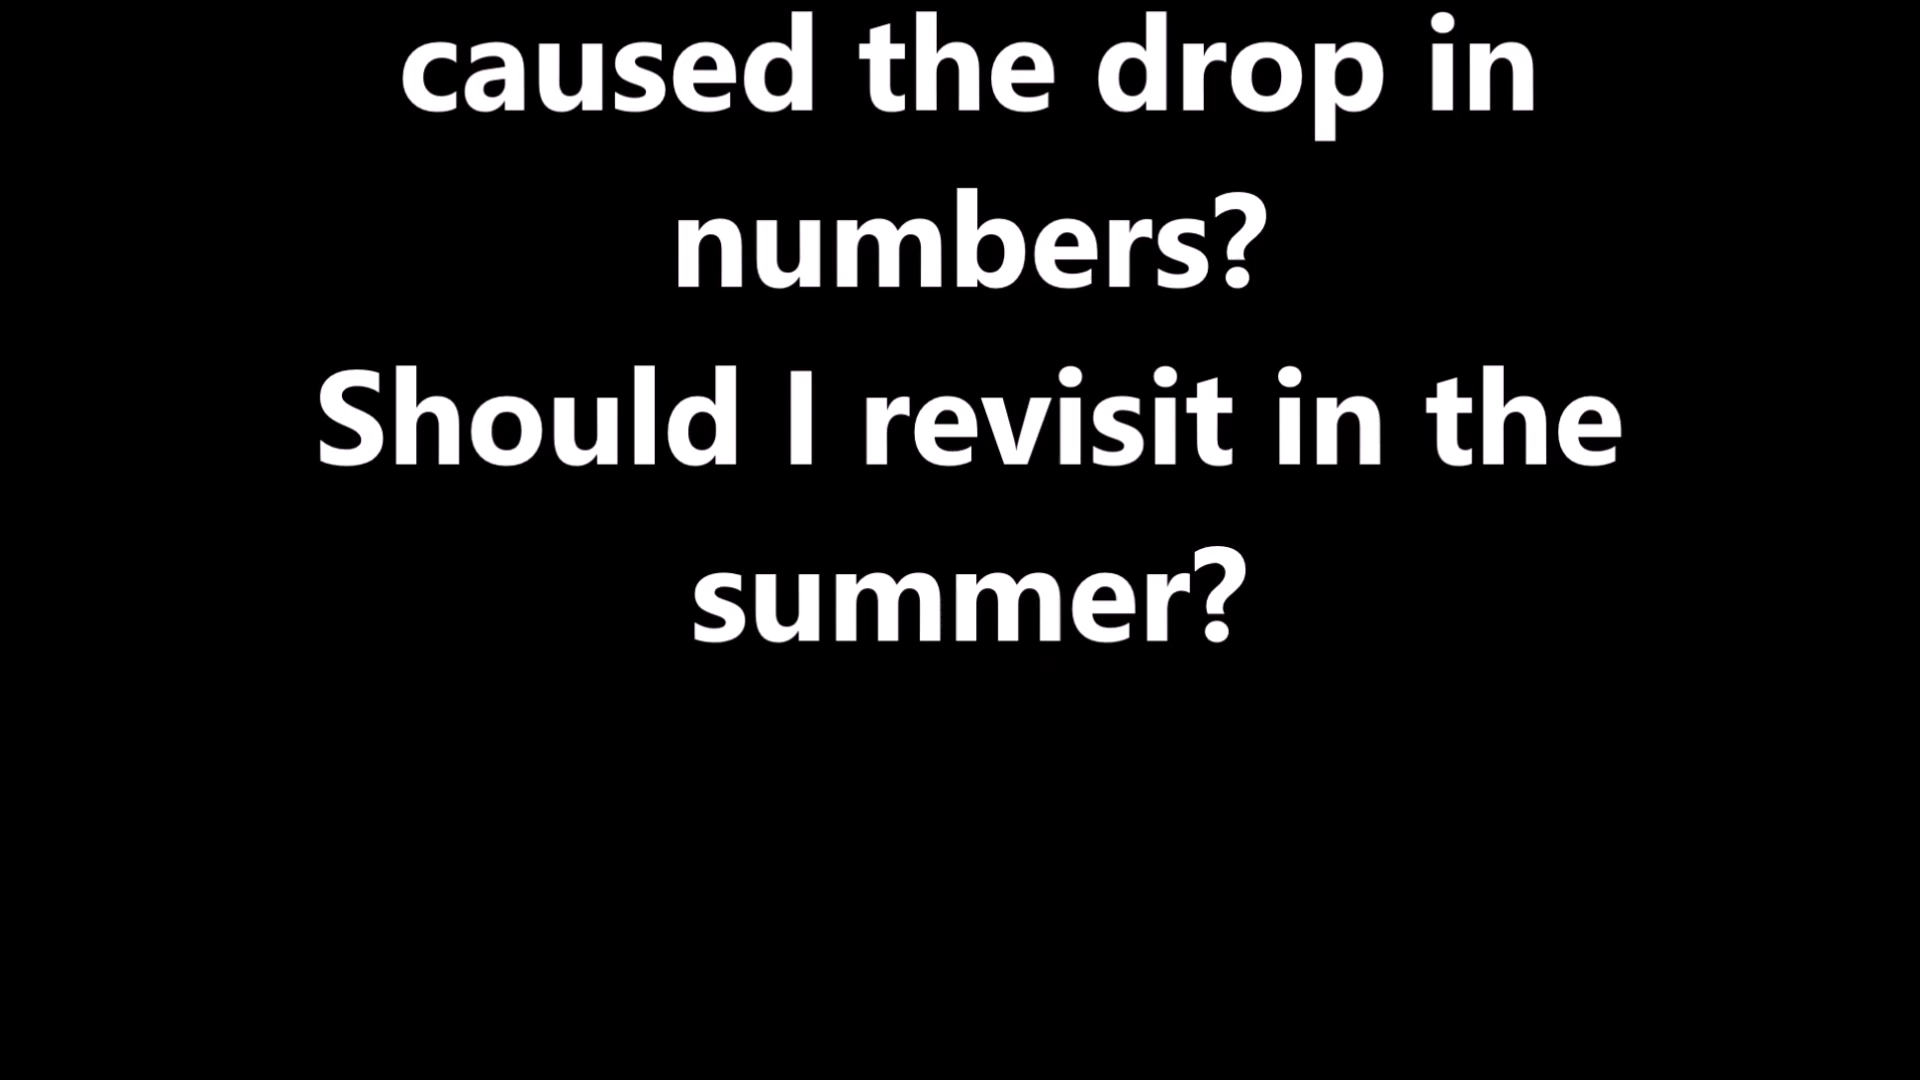 caused the drop in
numbers?
Should I revisit in the
summer?